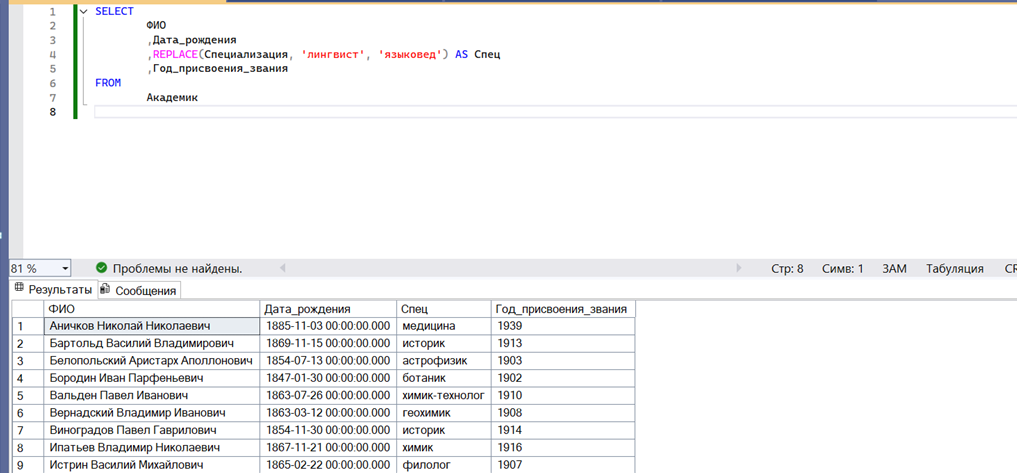 1 SELECT
2 ФИО
3 ,Дата_рождения
4 ,REPLACE(Специализация, 'лингвист', 'языковед') AS Спец
5 ,Год_присвоения_звания
6 FROM
7 Академик
8
81 % Проблемы не найдены. Стр: 8 Симв: 1 ЗАМ Табуляция
Результаты Сообщения
ФИО Дата_рождения Спец Год_присвоения_звания
1 Аничков Николай Николаевич 1885-11-03 00:00:00.000 медицина 1939
2 Бартольд Василий Владимирович 1869-11-15 00:00:00.000 историк 1913
3 Белопольский Аристарх Аполлонович 1854-07-13 00:00:00.000 астрофизик 1903
4 Бородин Иван Парфеньевич 1847-01-30 00:00:00.000 ботаник 1902
5 Вальден Павел Иванович 1863-07-26 00:00:00.000 химик-технолог 1910
6 Вернадский Владимир Иванович 1863-03-12 00:00:00.000 геохимик 1908
7 Виноградов Павел Гаврилович 1854-11-30 00:00:00.000 историк 1914
8 Ипатьев Владимир Николаевич 1867-11-21 00:00:00.000 химик 1916
9 Истрин Василий Михайлович 1865-02-22 00:00:00.000 филолог 1907